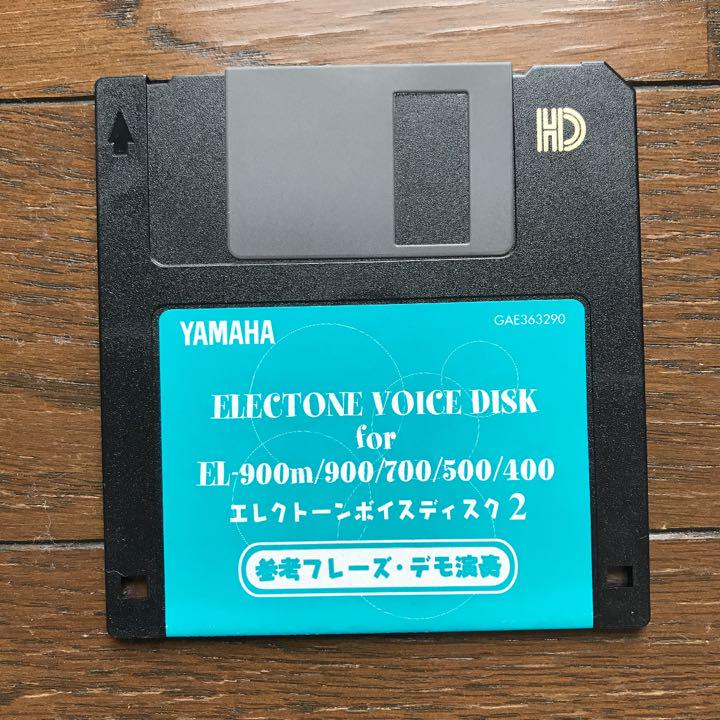 HD
YAMAHA
GAE363290
ELECTONE VOICE DISK
for
EL-900m/900/700/500/400
エレクトーンボイスディスク 2
参考フレーズ・デモ演奏